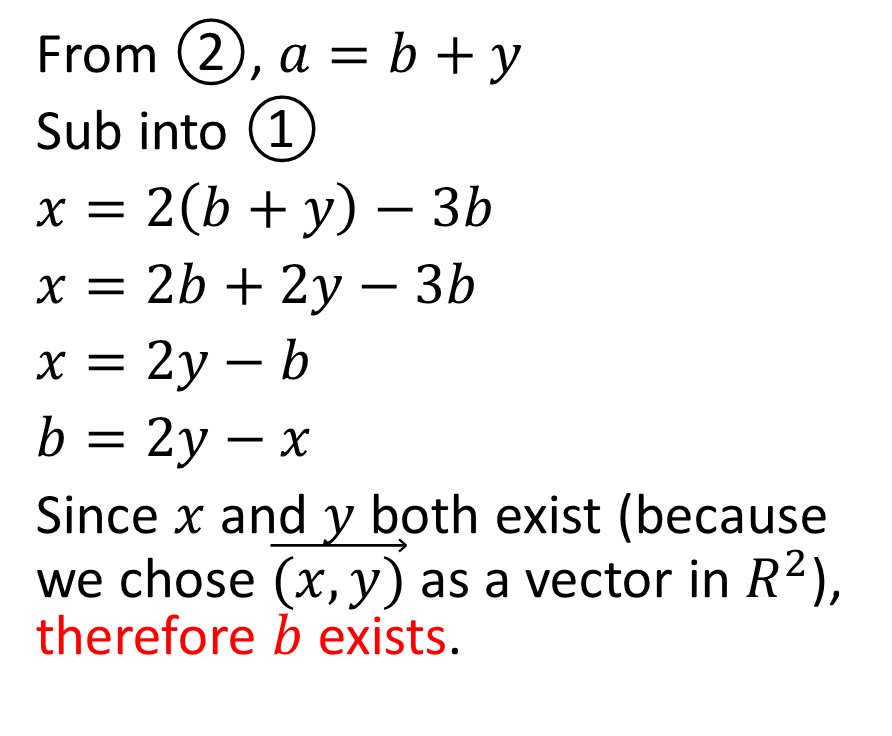 From ②, 𝑎 = 𝑏 + 𝑦
Sub into ①
𝑥 = 2(𝑏 + 𝑦) − 3𝑏
𝑥 = 2𝑏 + 2𝑦 − 3𝑏
𝑥 = 2𝑦 − 𝑏
𝑏 = 2𝑦 − 𝑥
Since 𝑥 and 𝑦 both exist (because
we chose $\overrightarrow{(x, y)}$ as a vector in 𝑅²),
therefore 𝑏 exists.